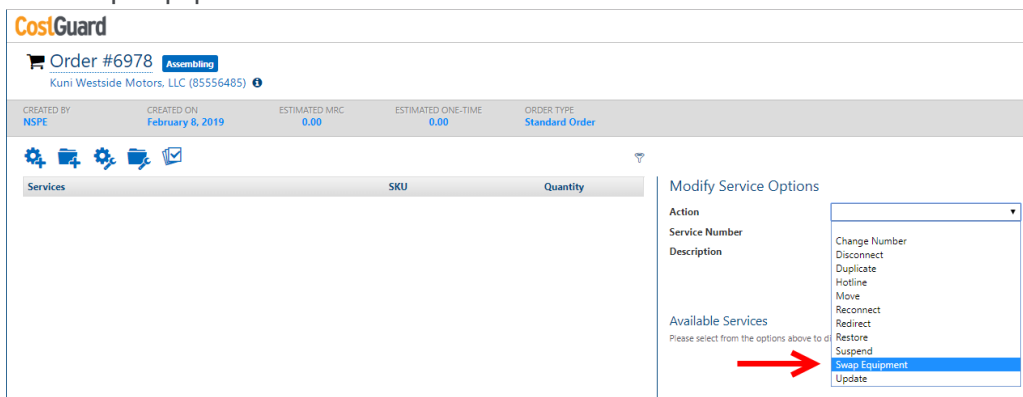 CostGuard
Order #6978 Assembling
Kuni Westside Motors, LLC (85556485)
CREATED BY CREATED ON ESTIMATED MRC ESTIMATED ONE-TIME ORDER TYPE
NSPE February 8, 2019 0.00 0.00 Standard Order
Services SKU Quantity
Modify Service Options
Action
Service Number
Description
Change Number
Disconnect
Duplicate
Hotline
Move
Reconnect
Redirect
Restore
Suspend
Swap Equipment
Update
Available Services
Please select from the options above to di